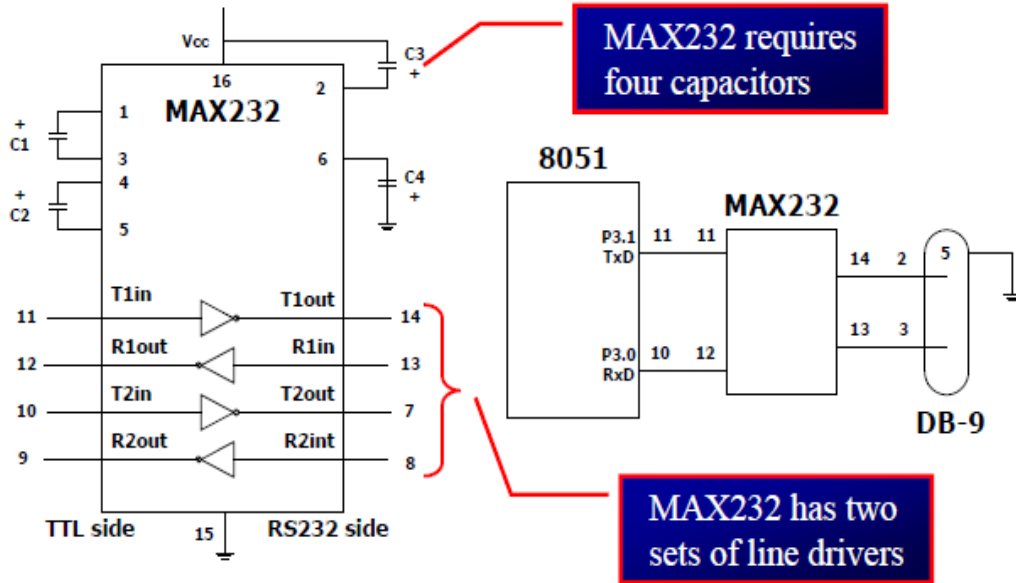 Vcc
C3
+
MAX232 requires
four capacitors
16
2
MAX232
1
+
C1
3
6
4
C4
+
+
C2
5
8051
MAX232
P3.1
TxD
11
11
14
2
5
13
3
P3.0
RxD
10
12
DB-9
T1in
T1out
11
14
R1out
R1in
12
13
T2in
T2out
10
7
R2out
R2int
9
8
TTL side
15
RS232 side
MAX232 has two
sets of line drivers